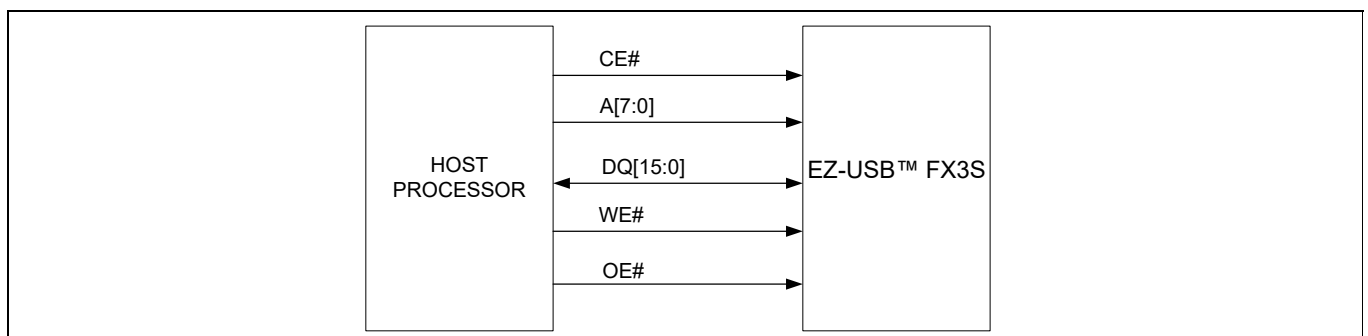 CE#
A[7:0]
HOST
PROCESSOR
DQ[15:0]
EZ-USB™ FX3S
WE#
OE#